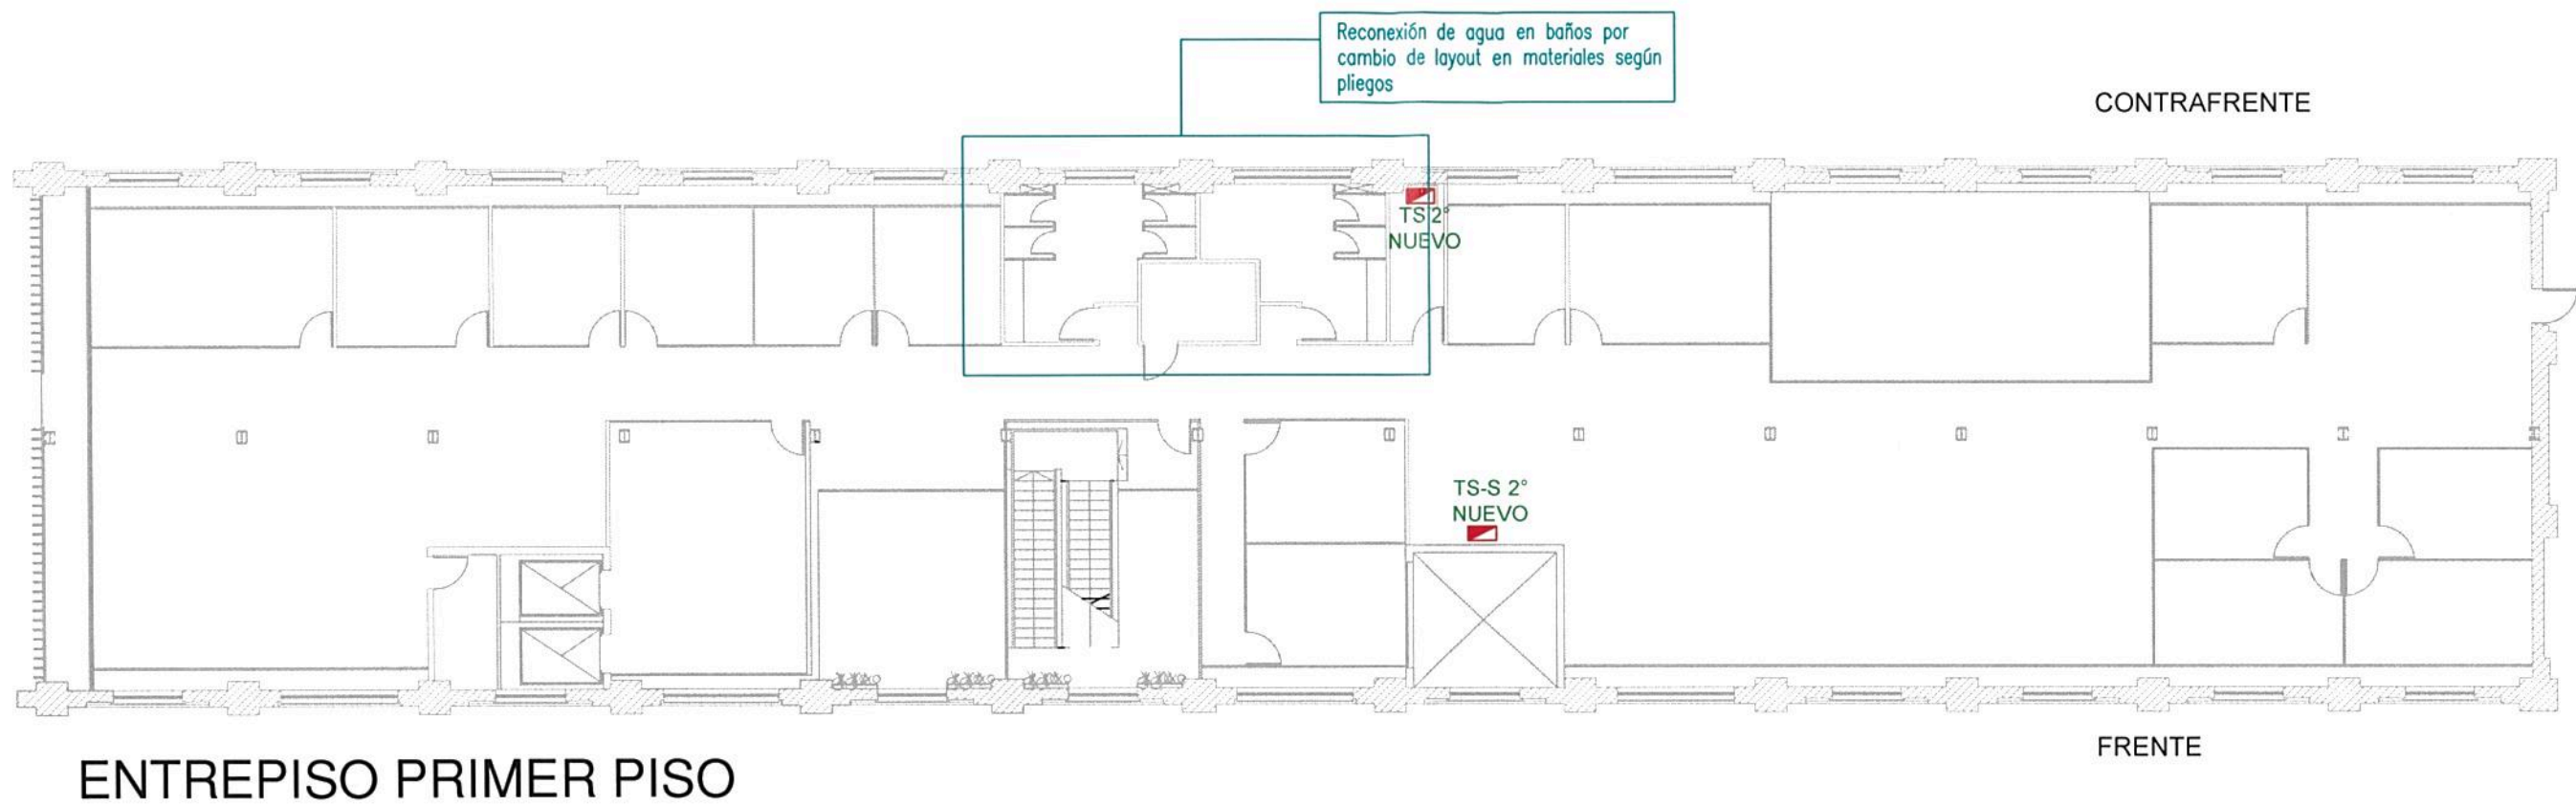 Reconexión de agua en baños por
cambio de layout en materiales según
pliegos
CONTRAFRENTE
TS 2°
NUEVO
TS-S 2°
NUEVO
FRENTE
ENTREPISO PRIMER PISO